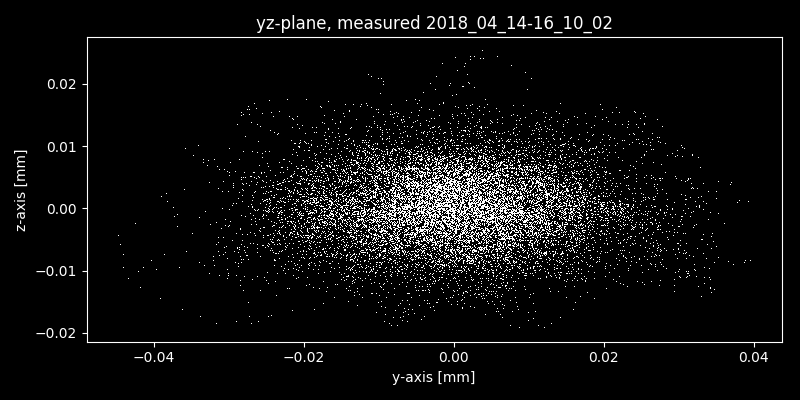 yz-plane, measured 2018_04_14-16_10_02
0.02
0.01
0.00
−0.01
−0.02
z-axis [mm]
−0.04 −0.02 0.00 0.02 0.04
y-axis [mm]